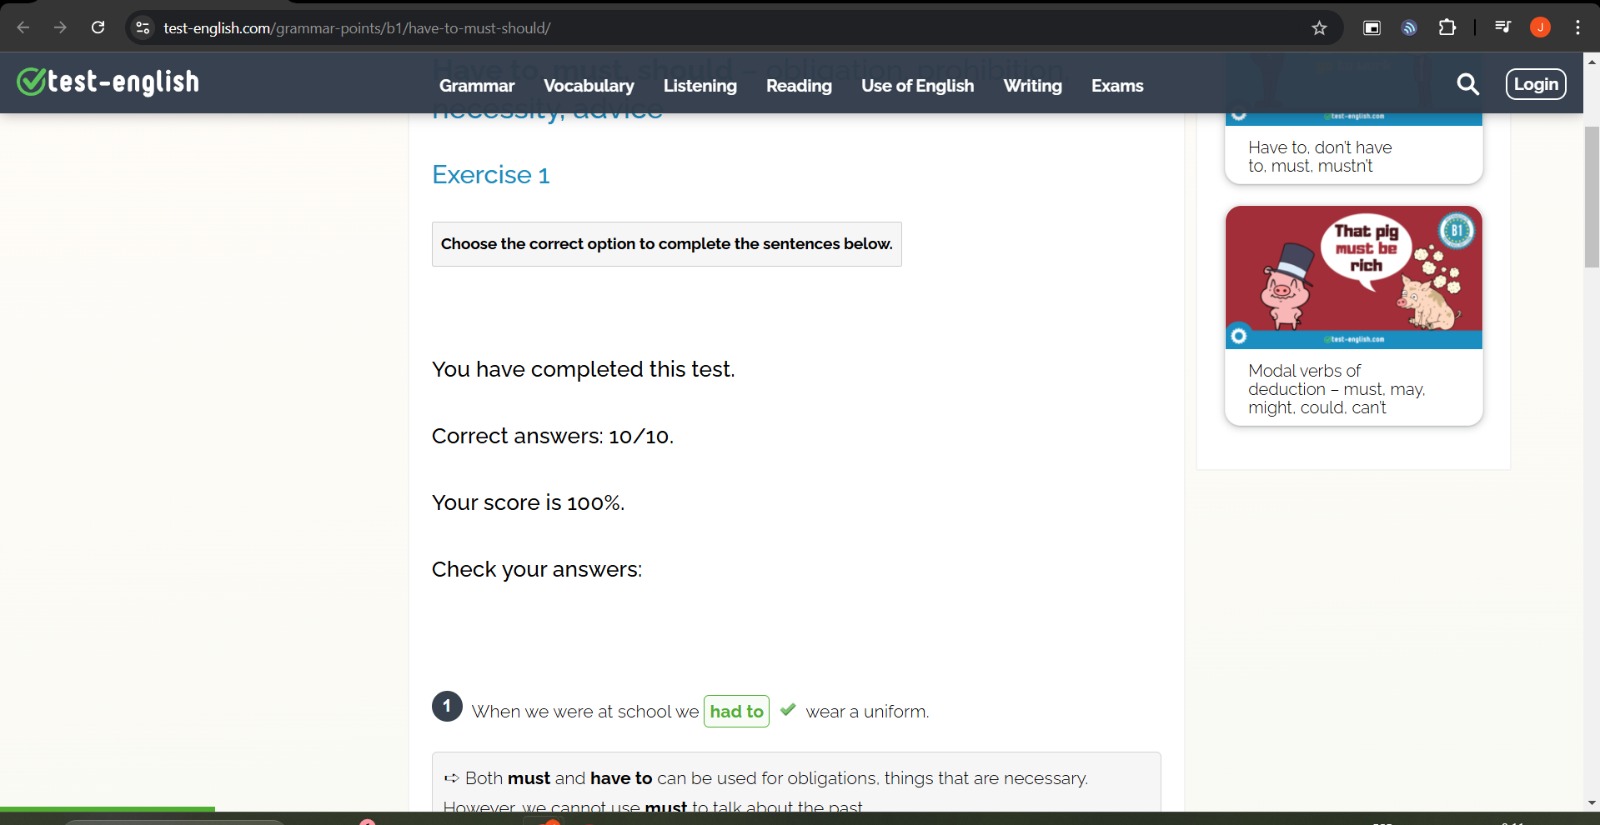 test-english.com/grammar-points/b1/have-to-must-should/
J
test-english
Grammar
Vocabulary
Listening
Reading
Use of English
Writing
Exams
Login
Have to, must, should – obligation, prohibition,
necessity, advice
Exercise 1
Choose the correct option to complete the sentences below.
You have completed this test.
Correct answers: 10/10.
Your score is 100%.
Check your answers:
1 When we were at school we had to wear a uniform.
⇨ Both must and have to can be used for obligations, things that are necessary.
However, we cannot use must to talk about the past
test-english.com
Have to, don't have
to, must, mustn't
That pig
must be
rich
B1
test-english.com
Modal verbs of
deduction – must, may,
might, could, can't